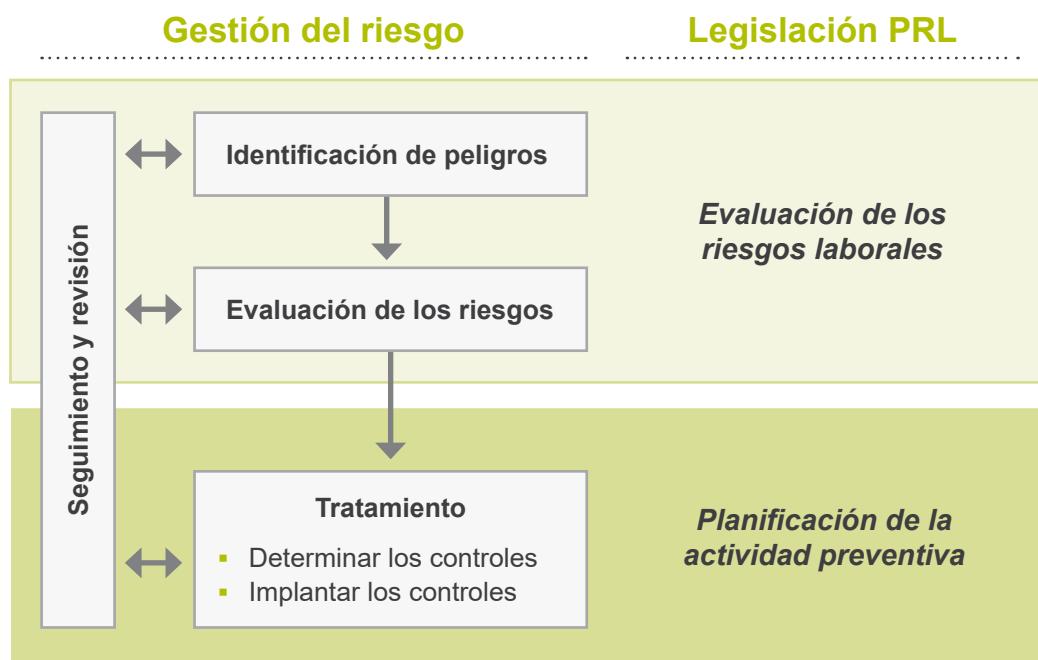 Gestión del riesgo
Legislación PRL
Seguimiento y revisión
Identificación de peligros
Evaluación de los riesgos
Evaluación de los
riesgos laborales
Tratamiento
▪ Determinar los controles
▪ Implantar los controles
Planificación de la
actividad preventiva